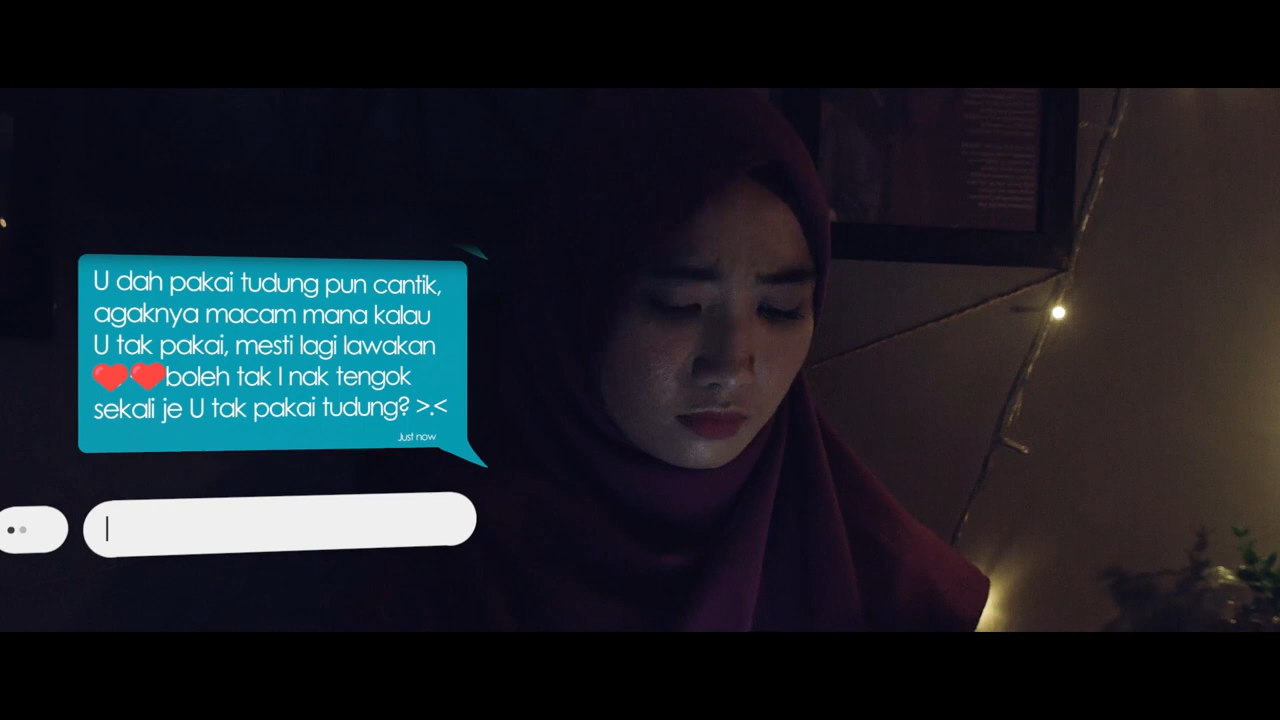 U dah pakai tudung pun cantik,
agaknya macam mana kalau
U tak pakai, mesti lagi lawakan
❤️❤️boleh tak I nak tengok
sekali je U tak pakai tudung? >.<
Just now